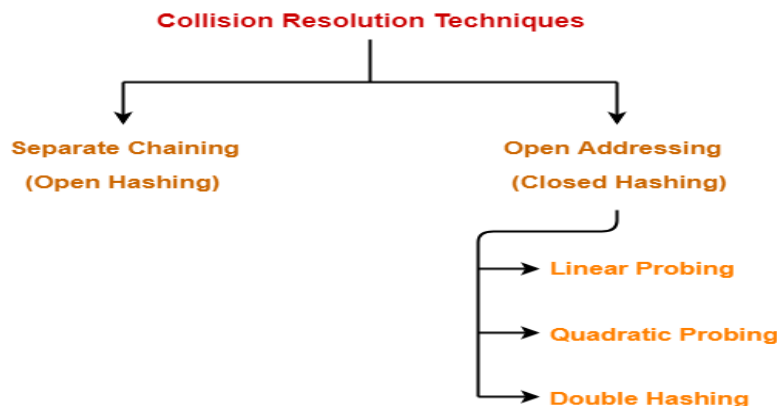 Collision Resolution Techniques
Separate Chaining
(Open Hashing)
Open Addressing
(Closed Hashing)
Linear Probing
Quadratic Probing
Double Hashing